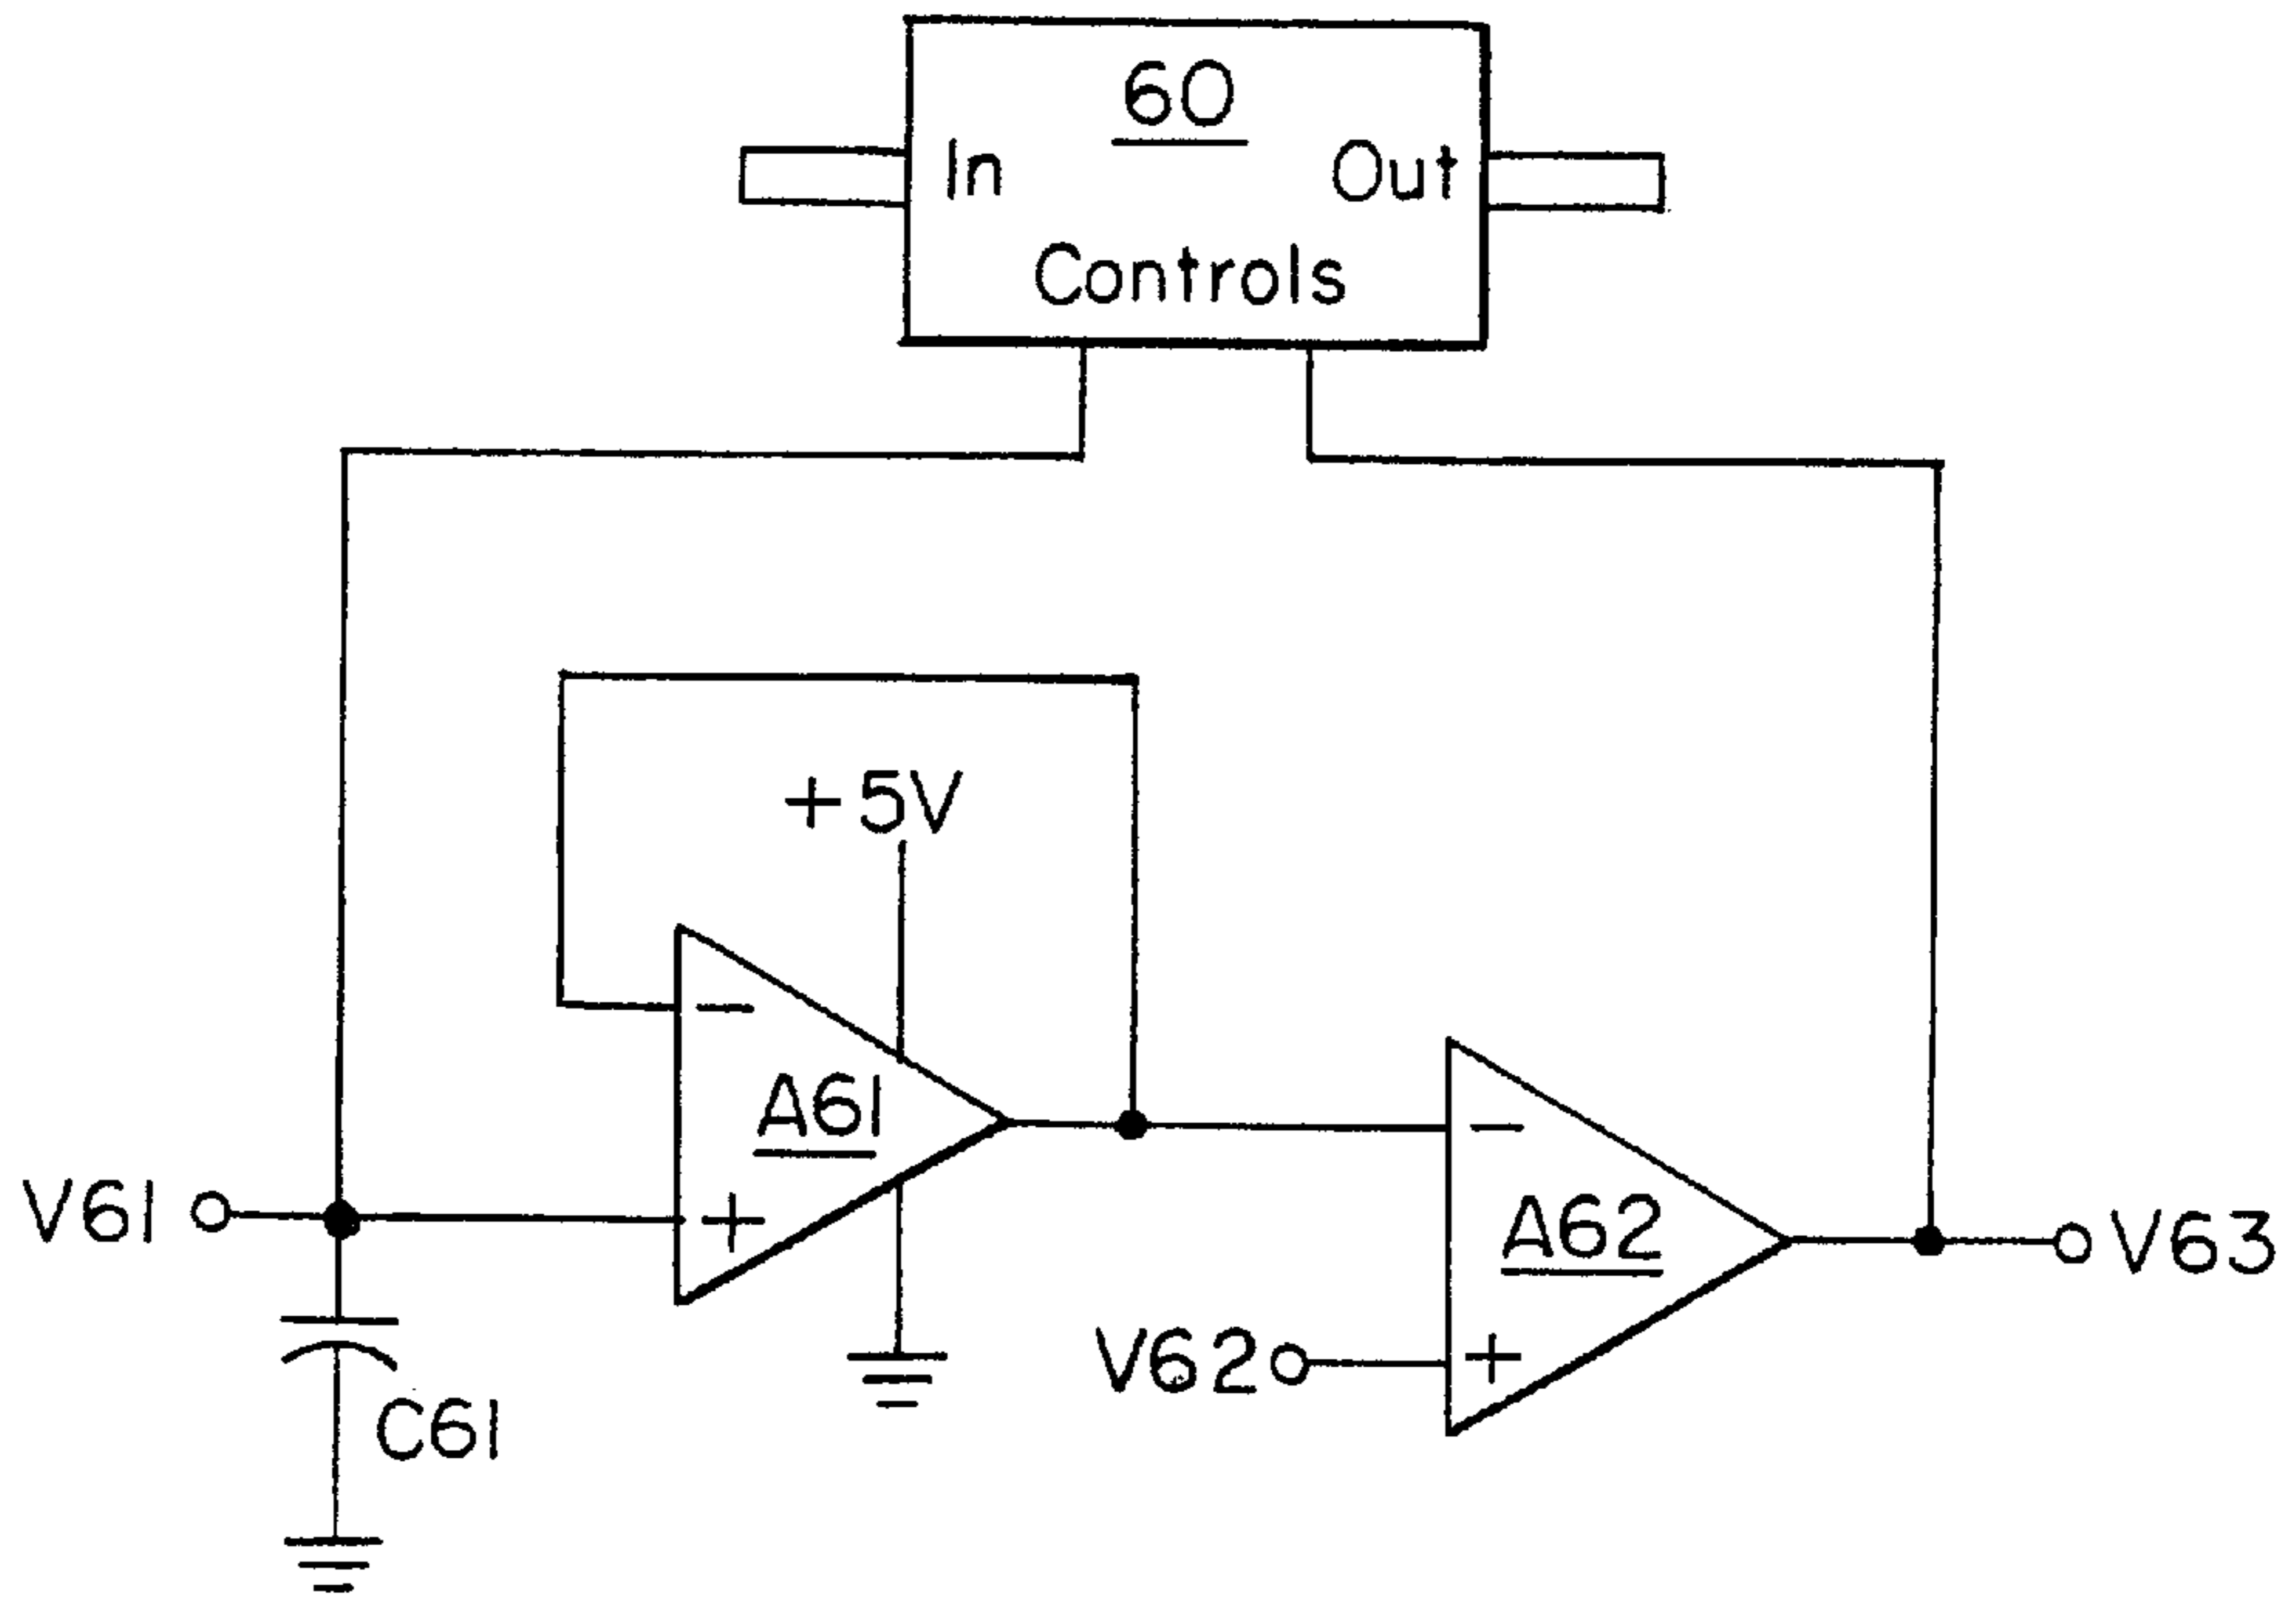 60
In Out
Controls
+5V
−
A61
+
−
A62
+
V61
V62
V63
C61